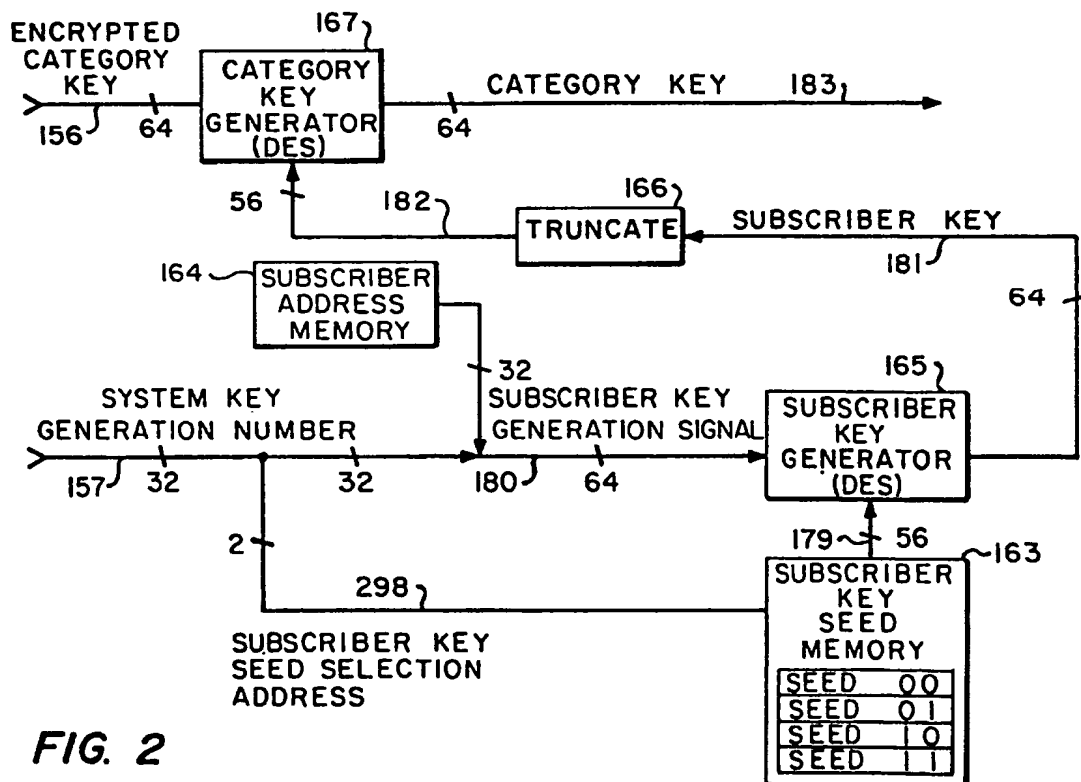 167
ENCRYPTED
CATEGORY
KEY
156
64
CATEGORY
KEY
GENERATOR
(DES)
64
CATEGORY KEY
183
56
182
166
TRUNCATE
SUBSCRIBER KEY
181
64
164
SUBSCRIBER
ADDRESS
MEMORY
32
SYSTEM KEY
GENERATION NUMBER
157
32
32
SUBSCRIBER KEY
GENERATION SIGNAL
180
64
165
SUBSCRIBER
KEY
GENERATOR
(DES)
2
298
SUBSCRIBER KEY
SEED SELECTION
ADDRESS
179
56
163
SUBSCRIBER
KEY
SEED
MEMORY
SEED 00
SEED 01
SEED 10
SEED 11
FIG. 2